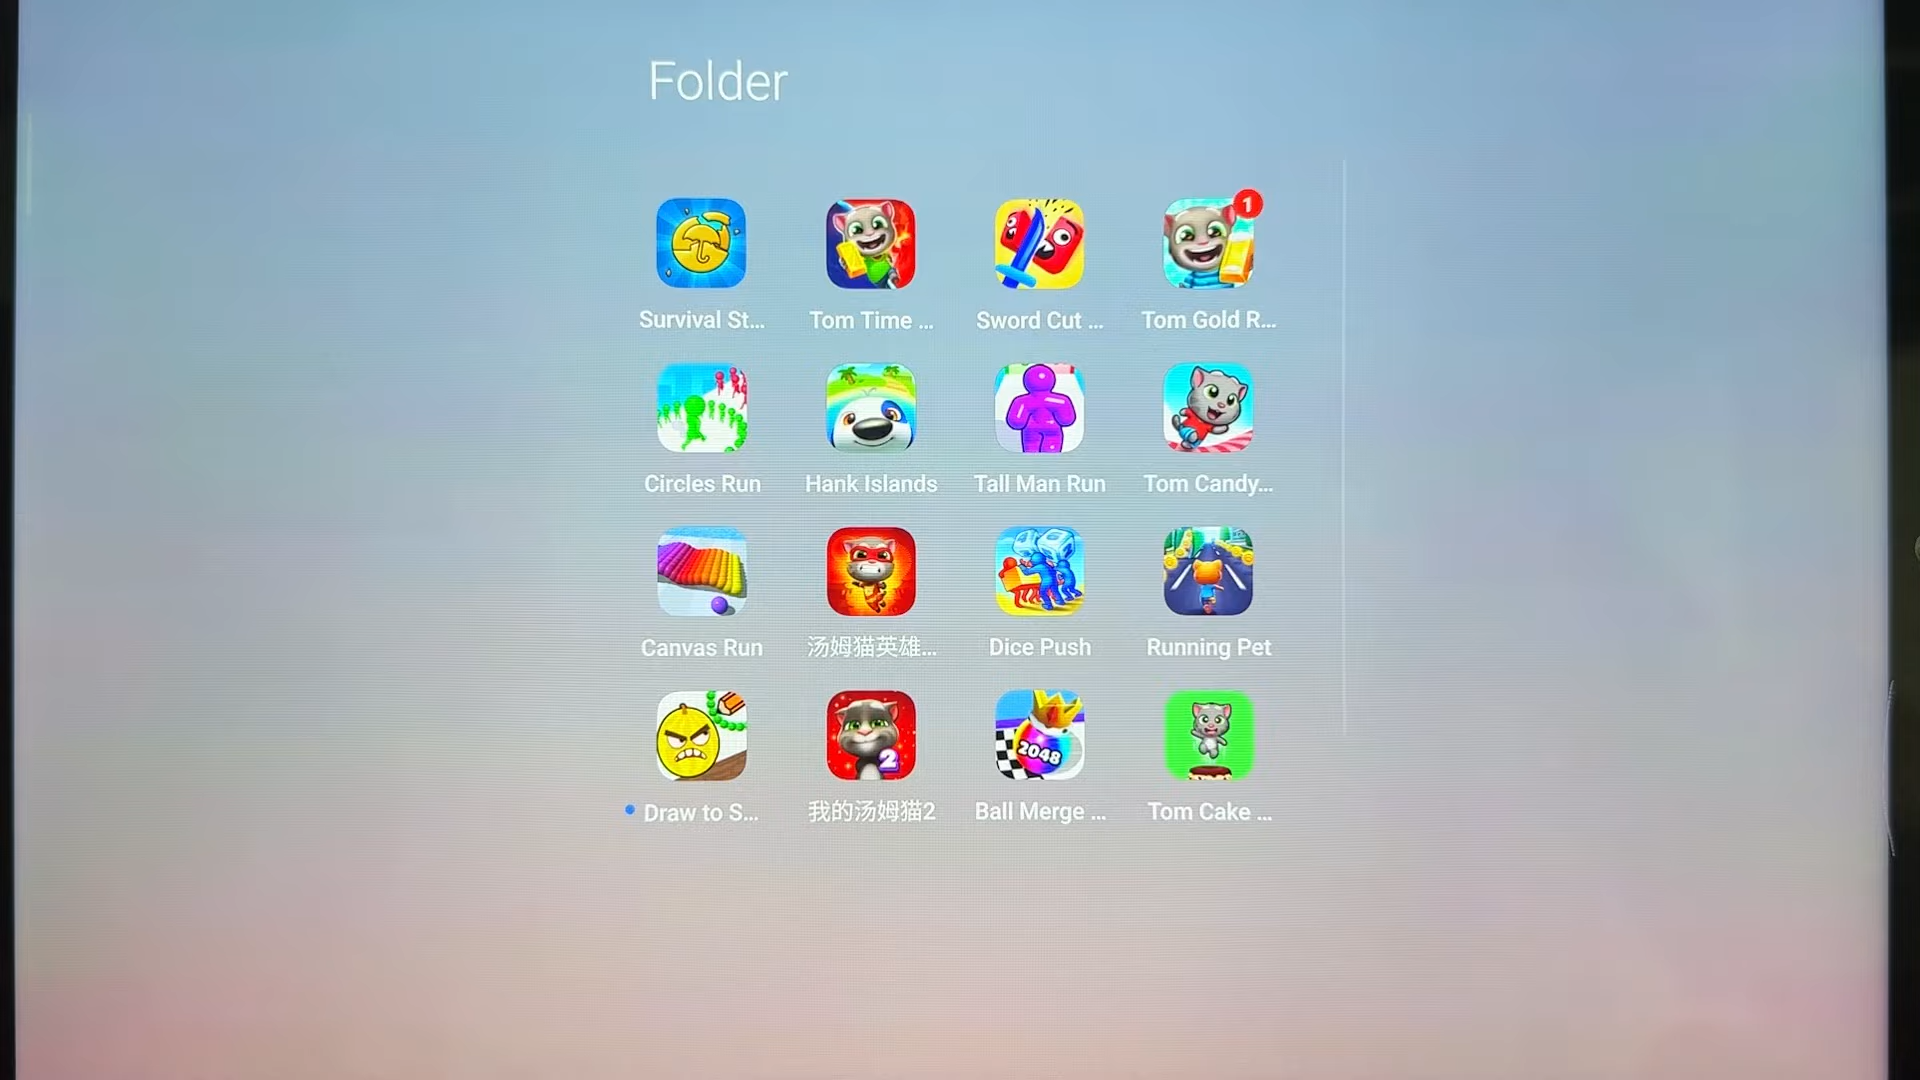 Folder
1
Survival St...
Tom Time ...
Sword Cut ...
Tom Gold R...
Circles Run
Hank Islands
Tall Man Run
Tom Candy...
Canvas Run
汤姆猫英雄...
Dice Push
Running Pet
2
2048
Draw to S...
我的汤姆猫2
Ball Merge ...
Tom Cake ...